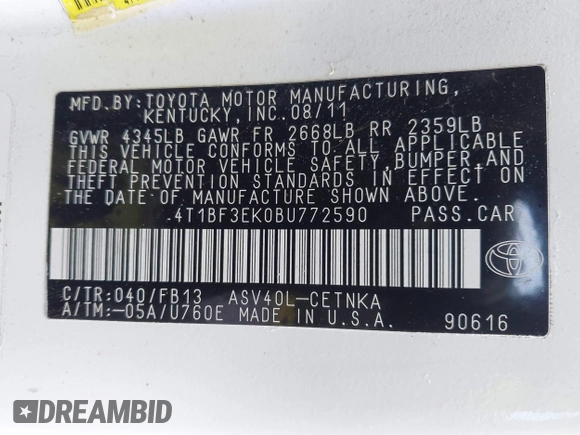 MFD.BY:TOYOTA MOTOR MANUFACTURING,
KENTUCKY, INC.08/11
GVWR 4345LB GAWR FR 2668LB RR 2359LB
THIS VEHICLE CONFORMS TO ALL APPLICABLE
FEDERAL MOTOR VEHICLE SAFETY, BUMPER, AND
THEFT PREVENTION STANDARDS IN EFFECT ON
THE DATE OF MANUFACTURE SHOWN ABOVE.
4T1BF3EK0BU772590 PASS.CAR
C/TR:040/FB13 ASV40L-CETNKA
A/TM:-05A/U760E MADE IN U.S.A. 90616
DREAMBID